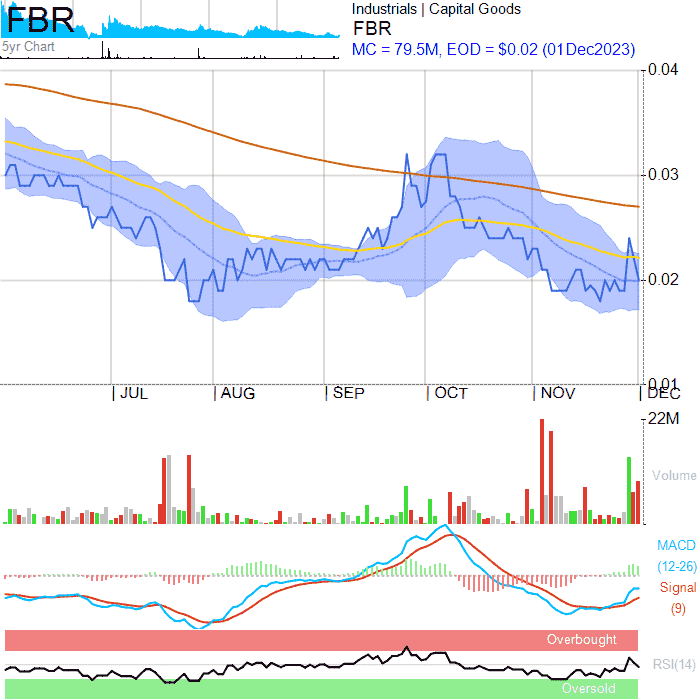 FBR
5yr Chart
Industrials | Capital Goods
FBR
MC = 79.5M, EOD = $0.02 (01Dec2023)
0.04
0.03
0.02
0.01
| JUL | AUG | SEP | OCT | NOV | DEC
22M
Volume
MACD
(12-26)
Signal
(9)
Overbought
RSI(14)
Oversold